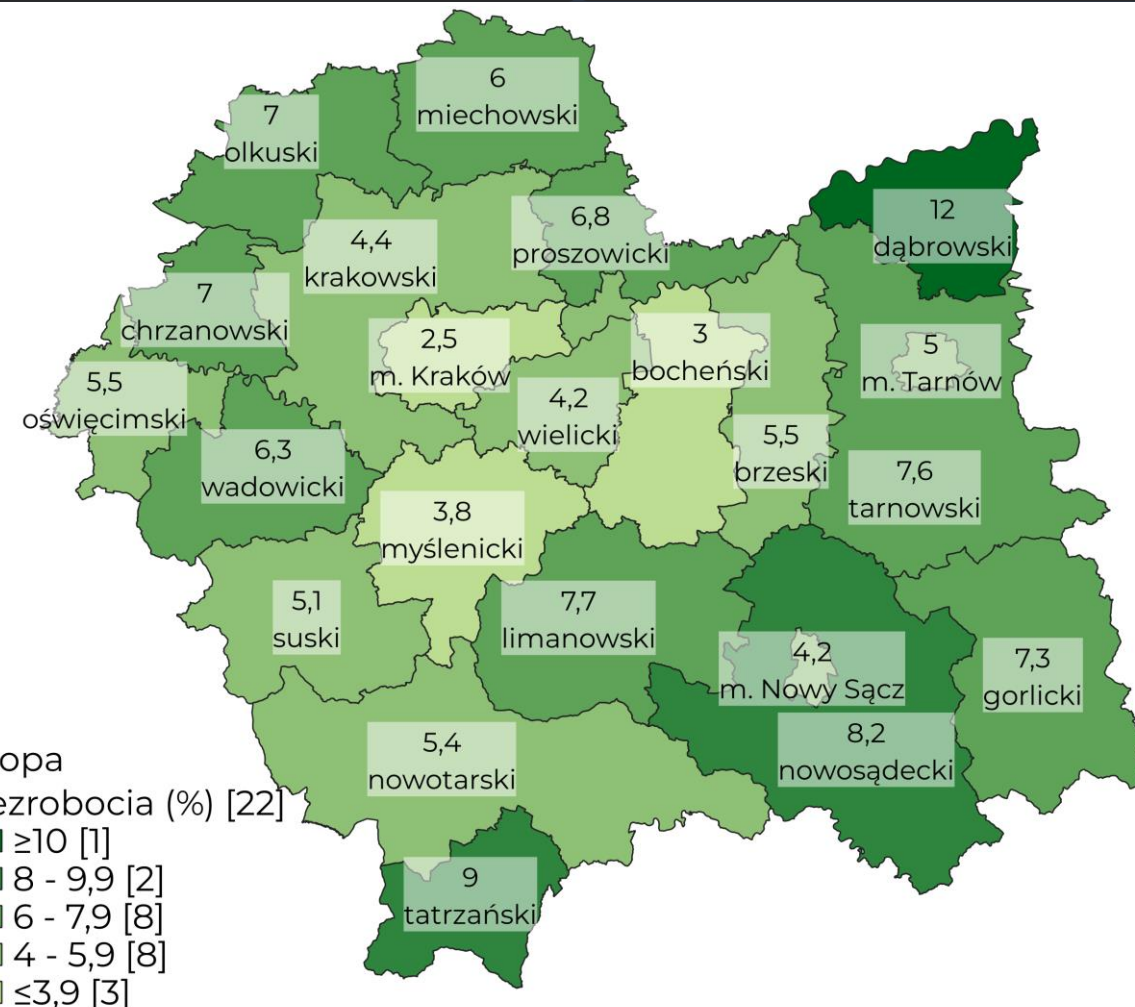 6
miechowski
7
olkuski
12
dąbrowski
6,8
proszowicki
4,4
krakowski
7
chrzanowski
2,5
m. Kraków
3
bocheński
5
m. Tarnów
5,5
oświęcimski
4,2
wielicki
6,3
wadowicki
5,5
brzeski
7,6
tarnowski
3,8
myślenicki
5,1
suski
7,7
limanowski
4,2
m. Nowy Sącz
7,3
gorlicki
8,2
nowosądecki
5,4
nowotarski
9
tatrzański
opa
ezrobocia (%) [22]
≥10 [1]
8 - 9,9 [2]
6 - 7,9 [8]
4 - 5,9 [8]
≤3,9 [3]